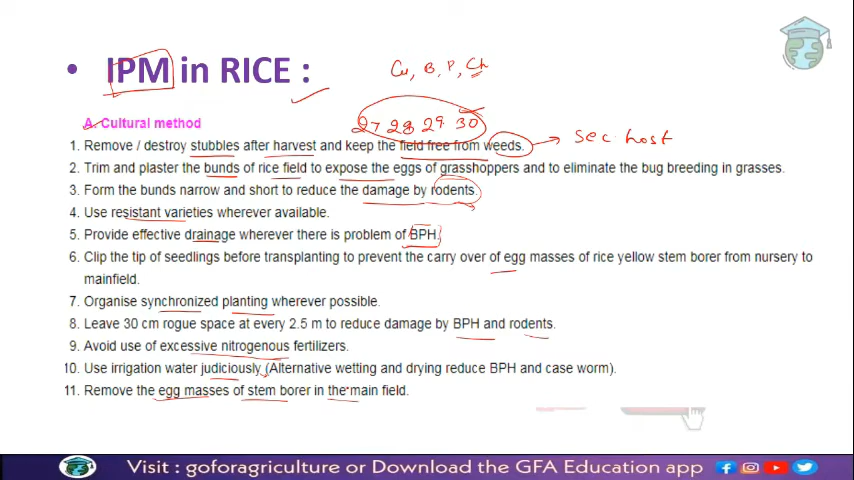 • IPM in RICE :
Cu, B, P, Ch
A. Cultural method
27 28 29 30
1. Remove / destroy stubbles after harvest and keep the field free from weeds. → sec. host
2. Trim and plaster the bunds of rice field to expose the eggs of grasshoppers and to eliminate the bug breeding in grasses.
3. Form the bunds narrow and short to reduce the damage by rodents.
4. Use resistant varieties wherever available.
5. Provide effective drainage wherever there is problem of BPH.
6. Clip the tip of seedlings before transplanting to prevent the carry over of egg masses of rice yellow stem borer from nursery to
mainfield.
7. Organise synchronized planting wherever possible.
8. Leave 30 cm rogue space at every 2.5 m to reduce damage by BPH and rodents.
9. Avoid use of excessive nitrogenous fertilizers.
10. Use irrigation water judiciously (Alternative wetting and drying reduce BPH and case worm).
11. Remove the egg masses of stem borer in the main field.
Visit : goforagriculture or Download the GFA Education app